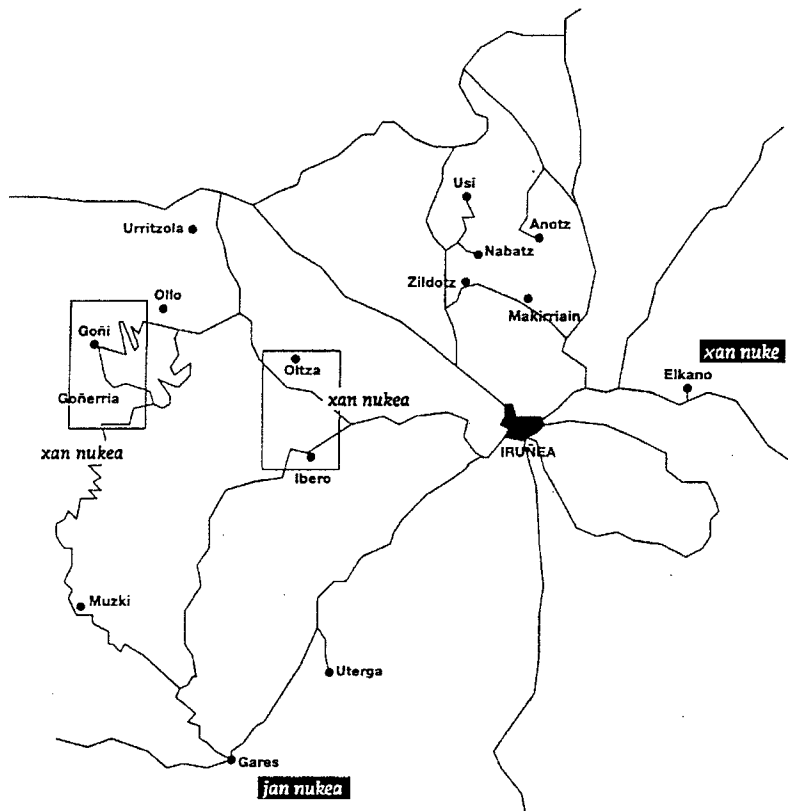 Usi
Anotz
Urritzola
Nabatz
Zildotz
Ollo
Makirriain
Goñi
xan nuke
Oltza
Elkano
Goñerria
xan nukea
xan nukea
IRUÑEA
Ibero
Muzki
Uterga
Gares
jan nukea